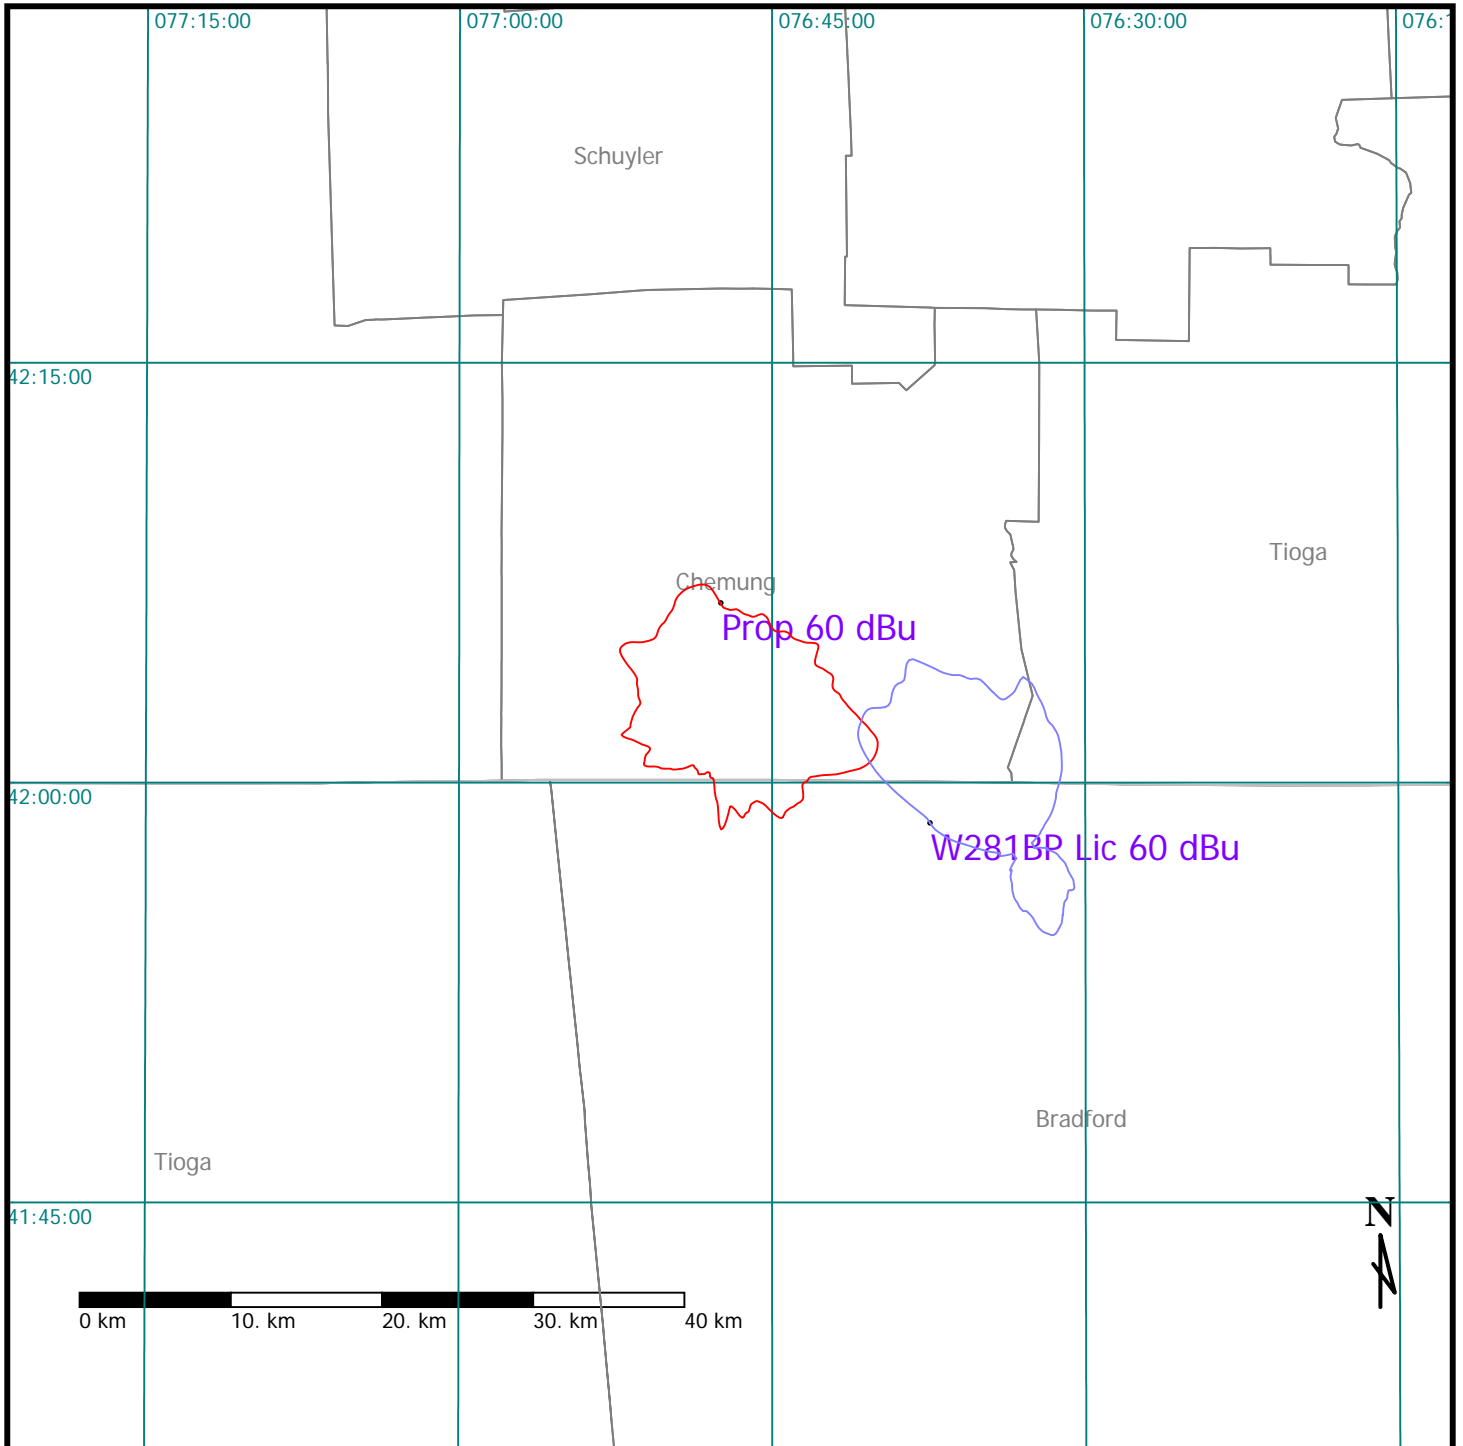 077:15:00
077:00:00
076:45:00
076:30:00
Schuyler
42:15:00
Tioga
Chemung
Prop 60 dBu
42:00:00
W281BP Lic 60 dBu
Bradford
Tioga
41:45:00
N
0 km
10. km
20. km
30. km
40 km